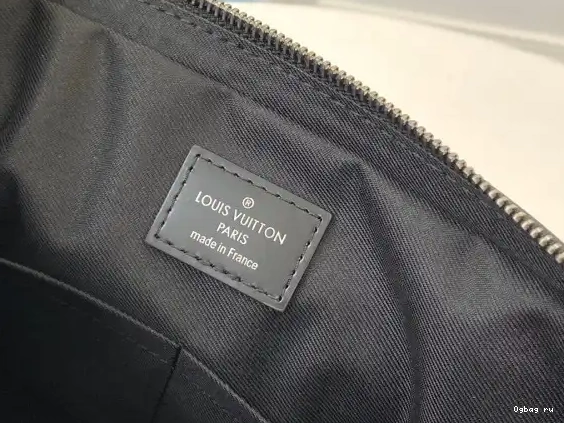 ®
LOUIS VUITTON
PARIS
made in France
Ogbag ru